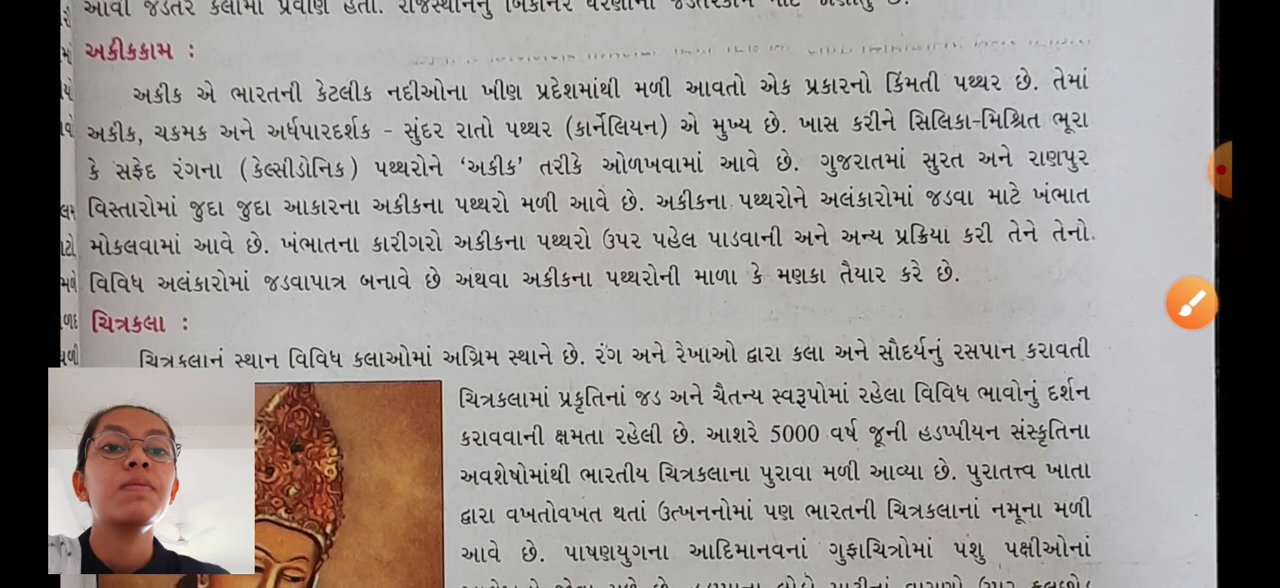 આવી જડતર કલામાં પ્રવીણ હતા. રાજસ્થાનનું બિકાનેર
અકીકકામ :
અકીક એ ભારતની કેટલીક નદીઓના ખીણ પ્રદેશમાંથી મળી આવતો એક પ્રકારનો કિંમતી પથ્થર છે. તેમાં
અકીક, ચકમક અને અર્ધપારદર્શક - સુંદર રાતો પથ્થર (કાર્નેલિયન) એ મુખ્ય છે. ખાસ કરીને સિલિકા-મિશ્રિત ભૂરા
કે સફેદ રંગના (કેલ્સીડોનિક) પથ્થરોને ‘અકીક’ તરીકે ઓળખવામાં આવે છે. ગુજરાતમાં સુરત અને રાણપુર
વિસ્તારોમાં જુદા જુદા આકારના અકીકના પથ્થરો મળી આવે છે. અકીકના પથ્થરોને અલંકારોમાં જડવા માટે ખંભાત
મોકલવામાં આવે છે. ખંભાતના કારીગરો અકીકના પથ્થરો ઉપર પહેલ પાડવાની અને અન્ય પ્રક્રિયા કરી તેને તેનો
વિવિધ અલંકારોમાં જડવાપાત્ર બનાવે છે અથવા અકીકના પથ્થરોની માળા કે મણકા તૈયાર કરે છે.
ચિત્રકલા :
ચિત્રકલાનં સ્થાન વિવિધ કલાઓમાં અગ્રિમ સ્થાને છે. રંગ અને રેખાઓ દ્વારા કલા અને સૌદર્યનું રસપાન કરાવતી
ચિત્રકલામાં પ્રકૃતિનાં જડ અને ચૈતન્ય સ્વરૂપોમાં રહેલા વિવિધ ભાવોનું દર્શન
કરાવવાની ક્ષમતા રહેલી છે. આશરે 5000 વર્ષ જૂની હડપ્પીયન સંસ્કૃતિના
અવશેષોમાંથી ભારતીય ચિત્રકલાના પુરાવા મળી આવ્યા છે. પુરાતત્ત્વ ખાતા
દ્વારા વખતોવખત થતાં ઉત્ખનનોમાં પણ ભારતની ચિત્રકલાનાં નમૂના મળી
આવે છે. પાષણયુગના આદિમાનવનાં ગુફાચિત્રોમાં પશુ પક્ષીઓનાં